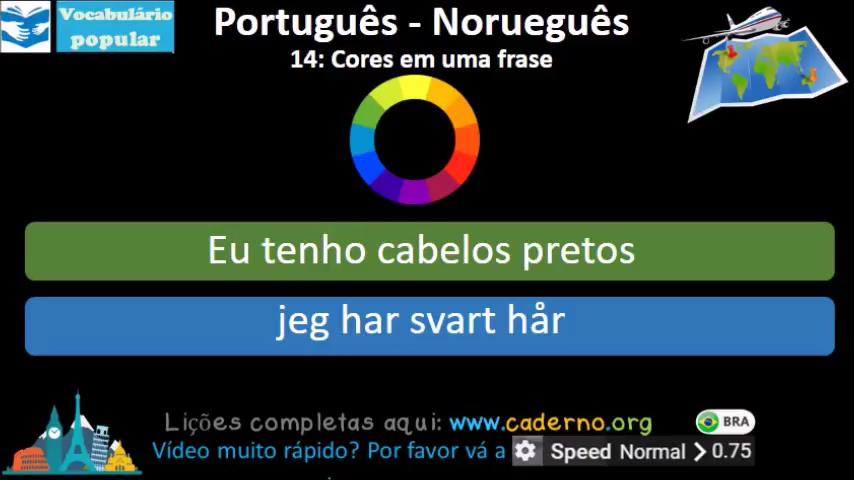 Vocabulário
popular
Português - Norueguês
14: Cores em uma frase
Eu tenho cabelos pretos
jeg har svart hår
Lições completas aqui: www.caderno.org
BRA
Vídeo muito rápido? Por favor vá a Speed Normal > 0.75